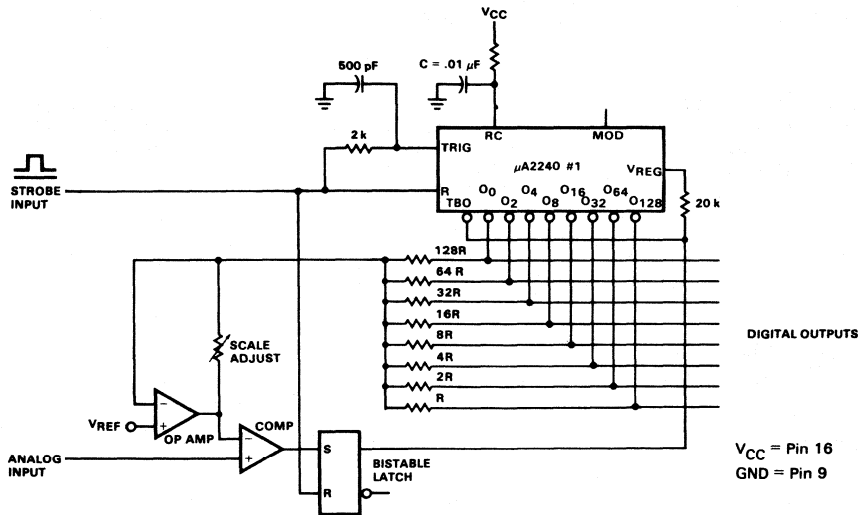 VCC
500 pF
C = .01 µF
2 k
TRIG
RC
MOD
µA2240 #1
VREG
R
TBO
O0
O2
O4
O8
O16
O32
O64
O128
20 k
STROBE
INPUT
128R
64 R
32R
16R
8R
4R
2R
R
DIGITAL OUTPUTS
SCALE
ADJUST
−
+
VREF
OP AMP
COMP
−
+
ANALOG
INPUT
S
R
BISTABLE
LATCH
VCC = Pin 16
GND = Pin 9